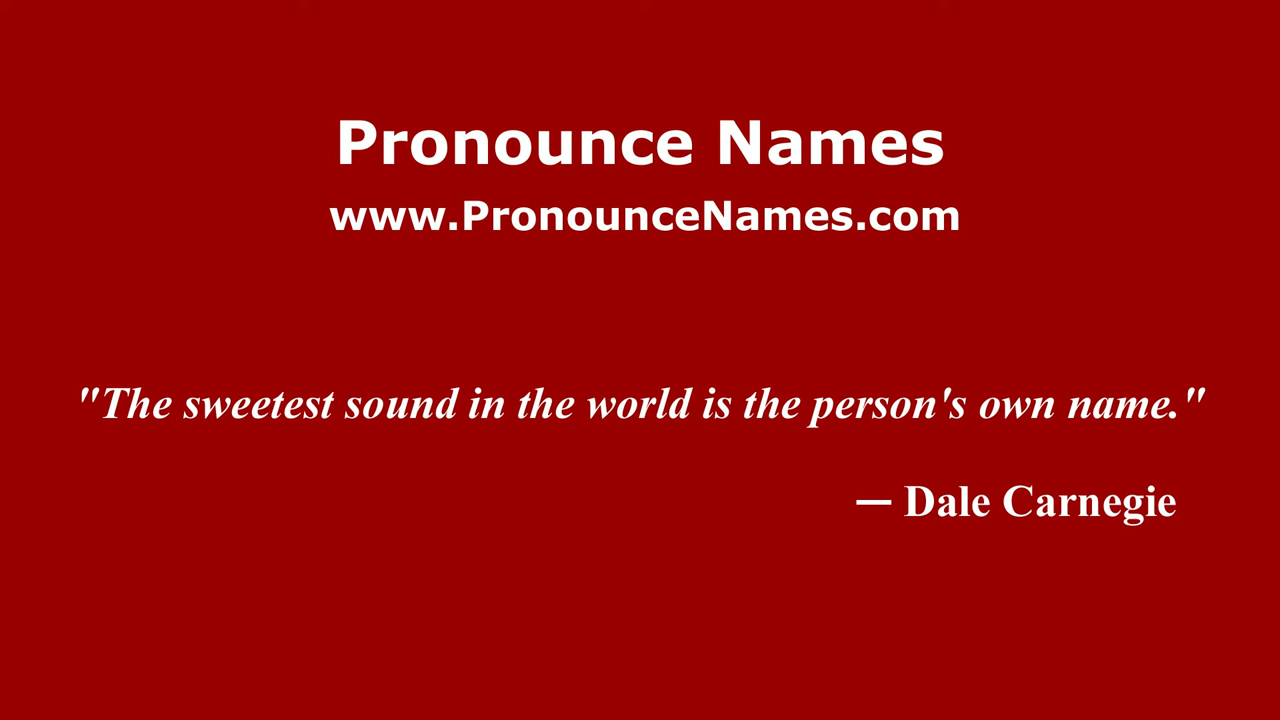 Pronounce Names
www.PronounceNames.com
"The sweetest sound in the world is the person's own name."
— Dale Carnegie